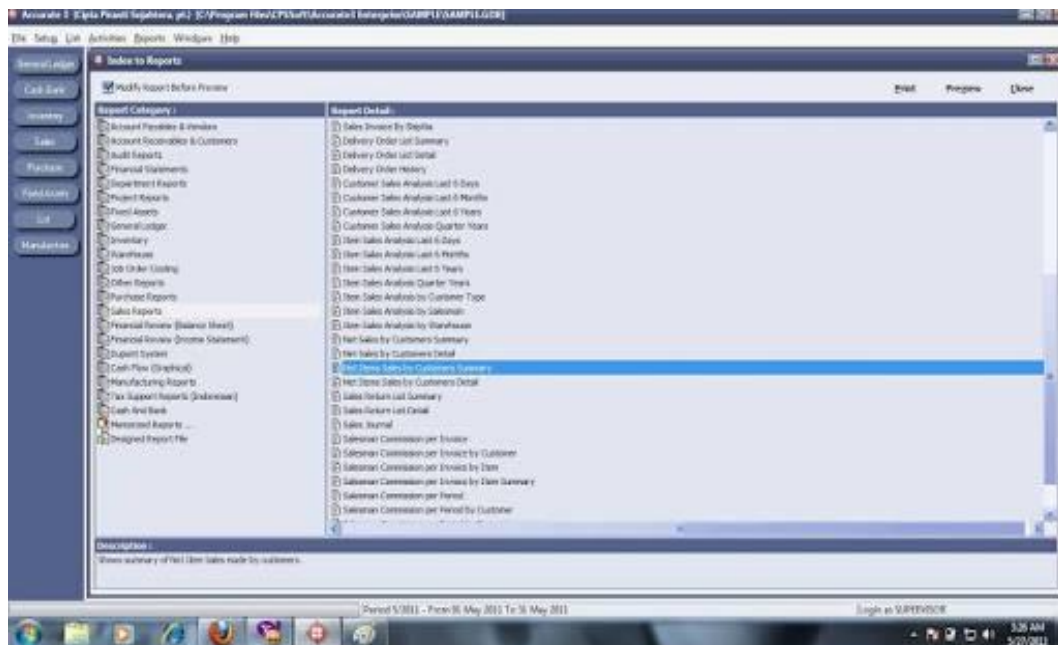 Accurate 5 [Cipta Piranti Sejahtera, pt.] [C:\Program Files\CPSSoft\Accurate5 Enterprise\SAMPLE\SAMPLE.GDB]
File Setup List Activities Reports Windows Help
General Ledger
Cash Bank
Inventory
Sales
Purchase
Fixed Assets
List
Manufacture
Index to Reports
Modify Report Before Preview
Print Preview Close
Report Category :
Account Payables & Vendors
Account Receivables & Customers
Audit Reports
Financial Statements
Department Reports
Project Reports
Fixed Assets
General Ledger
Inventory
Warehouse
Job Order Costing
Other Reports
Purchase Reports
Sales Reports
Financial Review (Balance Sheet)
Financial Review (Income Statement)
Support System
Cash Flow (Graphical)
Manufacturing Reports
Tax Support Reports (Indonesian)
Cash And Bank
Memorized Reports ...
Designed Report File
Report Detail:
Sales Invoice By
Delivery Order List Summary
Delivery Order List Detail
Delivery Order History
Customer Sales Analysis Last 6 Days
Customer Sales Analysis Last 6 Months
Customer Sales Analysis Last 6 Years
Customer Sales Analysis Quarter Years
Item Sales Analysis Last 6 Days
Item Sales Analysis Last 6 Months
Item Sales Analysis Last 6 Years
Item Sales Analysis Quarter Years
Item Sales Analysis by Customer Type
Item Sales Analysis by Salesman
Item Sales Analysis by Warehouse
Net Sales by Customers Summary
Net Sales by Customers Detail
Net Items Sales by Customers Summary
Net Items Sales by Customers Detail
Sales Return List Summary
Sales Return List Detail
Sales Journal
Salesman Commission per Invoice
Salesman Commission per Invoice by Customer
Salesman Commission per Invoice by Item
Salesman Commission per Invoice by Item Summary
Salesman Commission per Period
Salesman Commission per Period by Customer
Description :
Shows summary of Net Item Sales made by customers.
Period 5/2011 - From 01 May 2011 To 31 May 2011
Login as SUPERVISOR
5/27/2011